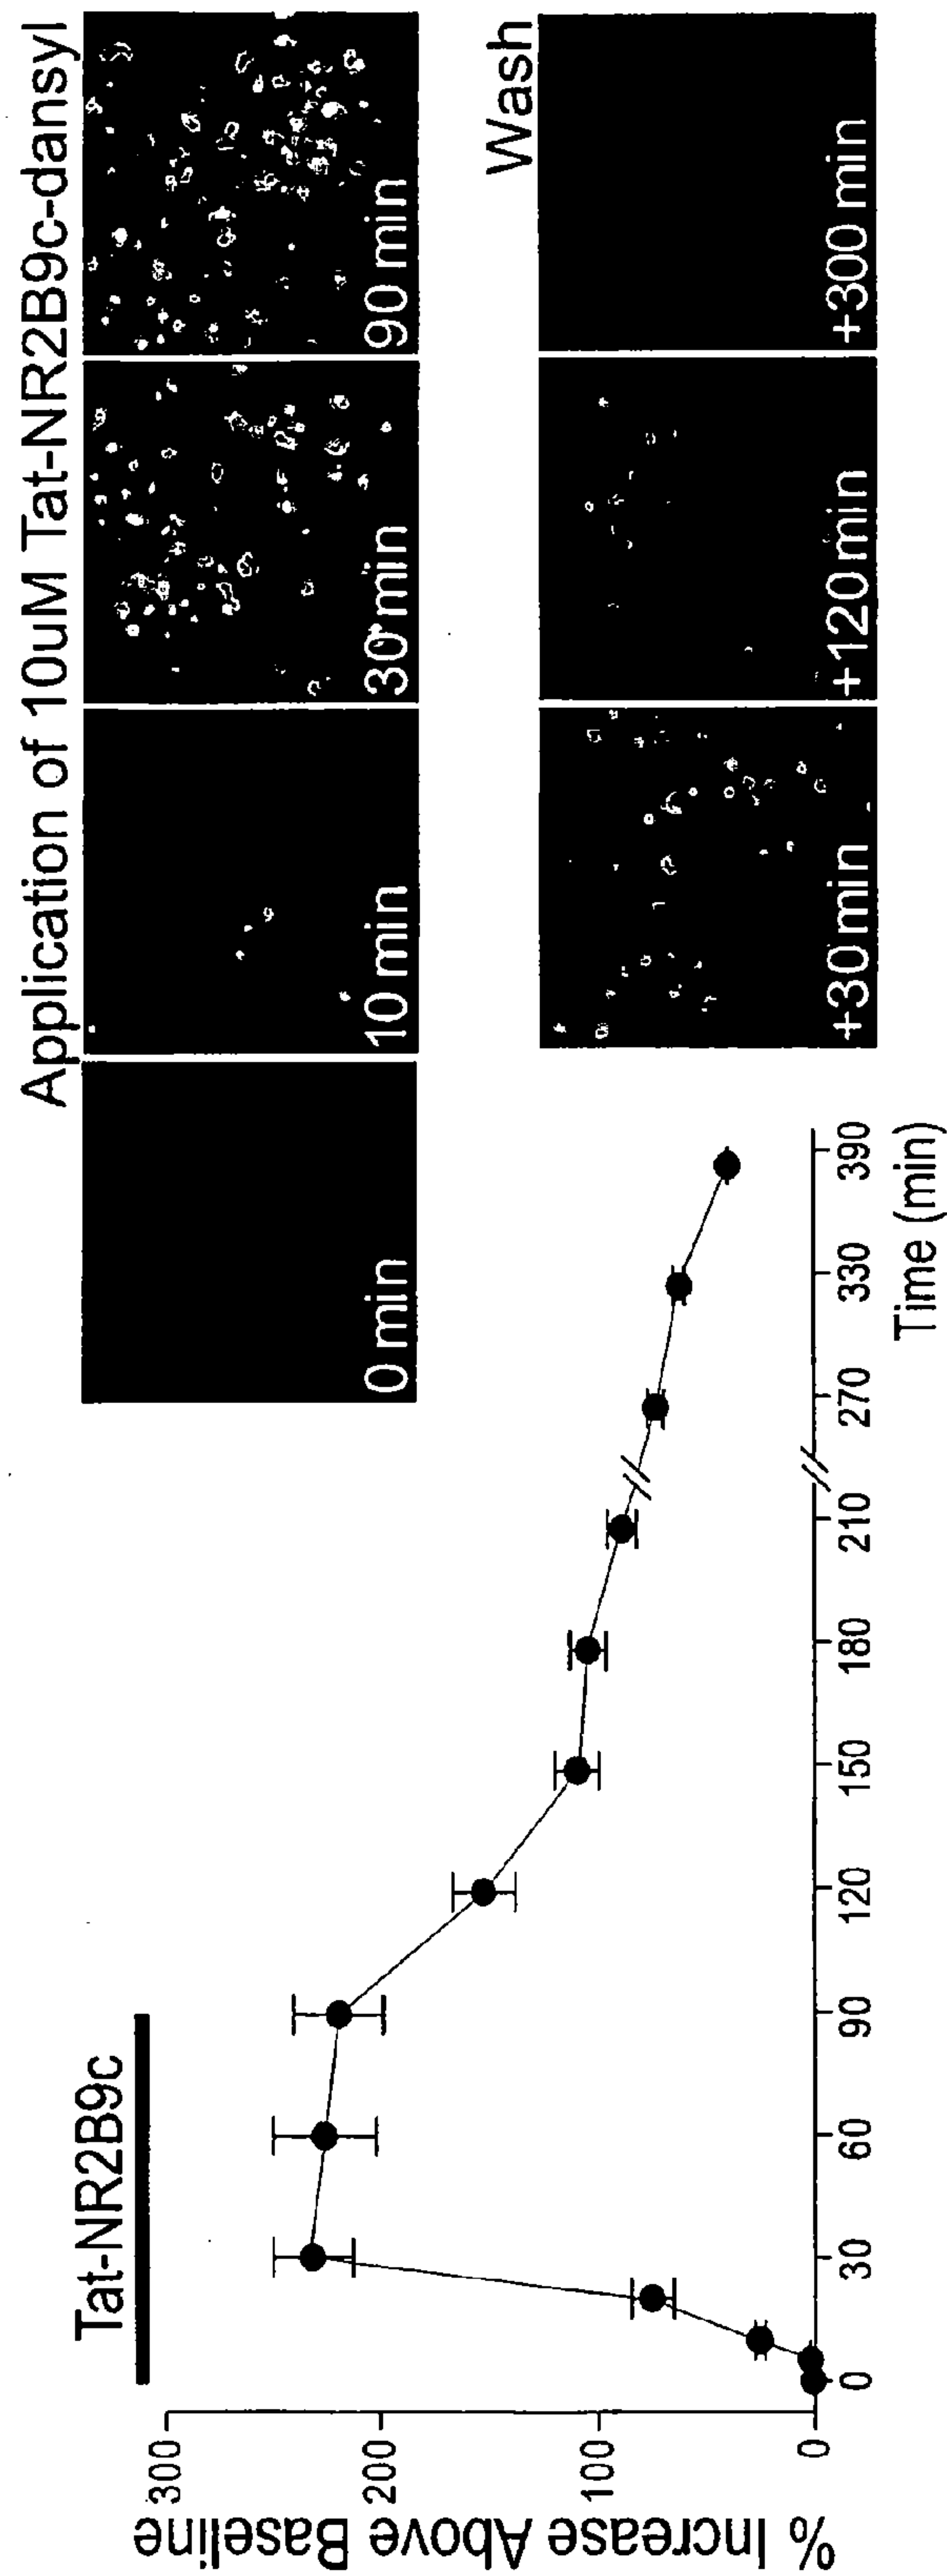 Application of 10uM Tat-NR2B9c-dansyl
0 min
10 min
30 min
90 min
Wash
+30 min
+120 min
+300 min
Tat-NR2B9c
% Increase Above Baseline
300
200
100
0
0 30 60 90 120 150 180 210 270 330 390
Time (min)